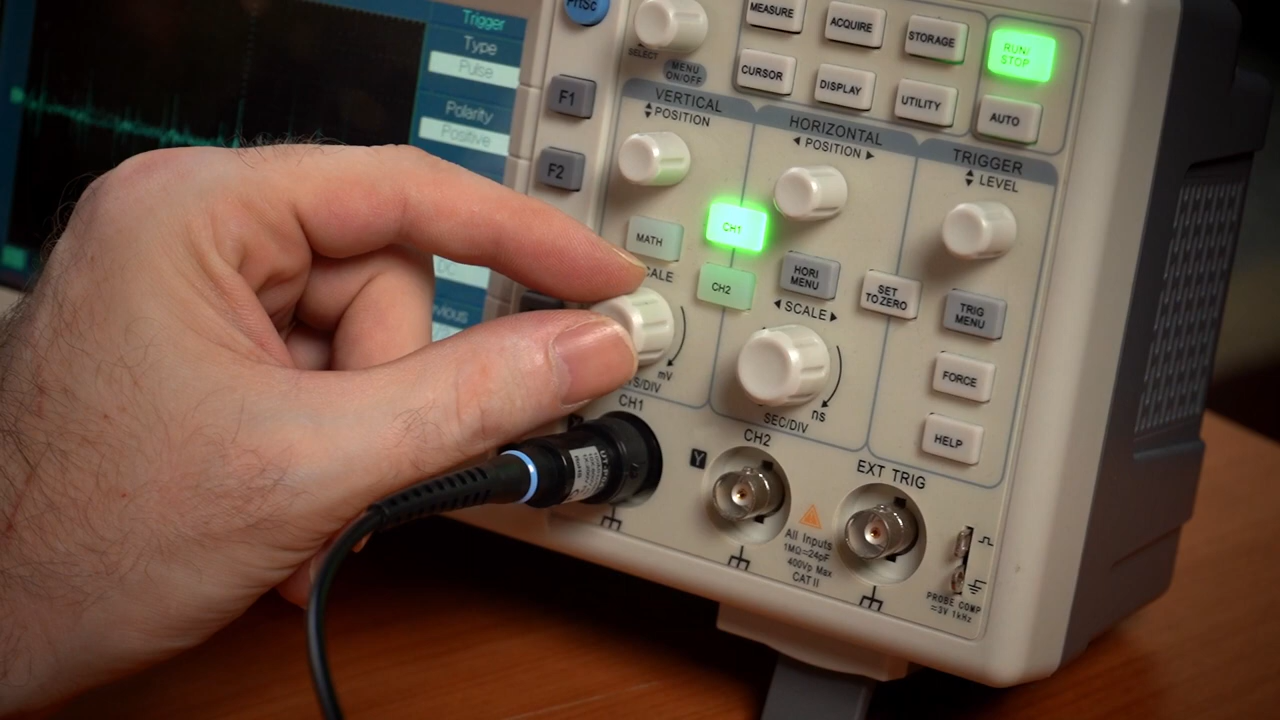 PrtSc
Trigger
Type
Pulse
Polarity
Positive
DC
F1
F2
SELECT
MENU
ON/OFF
MEASURE
ACQUIRE
STORAGE
RUN/
STOP
CURSOR
DISPLAY
UTILITY
AUTO
VERTICAL
POSITION
HORIZONTAL
POSITION
TRIGGER
LEVEL
MATH
CH1
CH2
HORI
MENU
SET
TO ZERO
TRIG
MENU
SCALE
FORCE
HELP
mV
CH1
SEC/DIV
ns
CH2
Y
EXT TRIG
All Inputs
1MΩ=24pF
400Vp Max
CAT II
PROBE COMP
=3V 1kHz